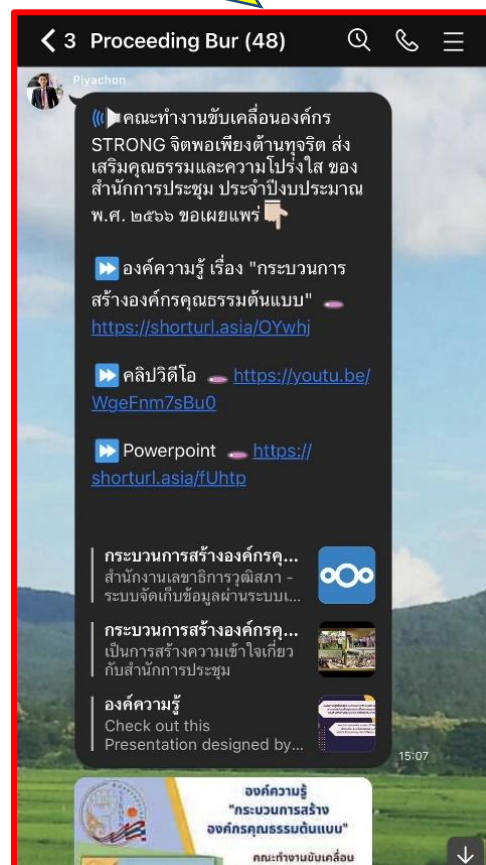 3 Proceeding Bur (48)
Piyachon
คณะทำงานขับเคลื่อนองค์กร
STRONG จิตพอเพียงต้านทุจริต ส่ง
เสริมคุณธรรมและความโปร่งใส ของ
สำนักการประชุม ประจำปีงบประมาณ
พ.ศ. ๒๕๖๖ ขอเผยแพร่
องค์ความรู้ เรื่อง "กระบวนการ
สร้างองค์กรคุณธรรมต้นแบบ"
https://shorturl.asia/OYwhj
คลิปวิดีโอ https://youtu.be/
WgeFnm7sBu0
Powerpoint https://
shorturl.asia/fUhtp
กระบวนการสร้างองค์กรคุ...
สำนักงานเลขาธิการวุฒิสภา -
ระบบจัดเก็บข้อมูลผ่านระบบเ...
กระบวนการสร้างองค์กรคุ...
เป็นการสร้างความเข้าใจเกี่ยว
กับสำนักการประชุม
องค์ความรู้
Check out this
Presentation designed by...
15:07
องค์ความรู้
"กระบวนการสร้าง
องค์กรคุณธรรมต้นแบบ"
คณะทำงานขับเคลื่อน